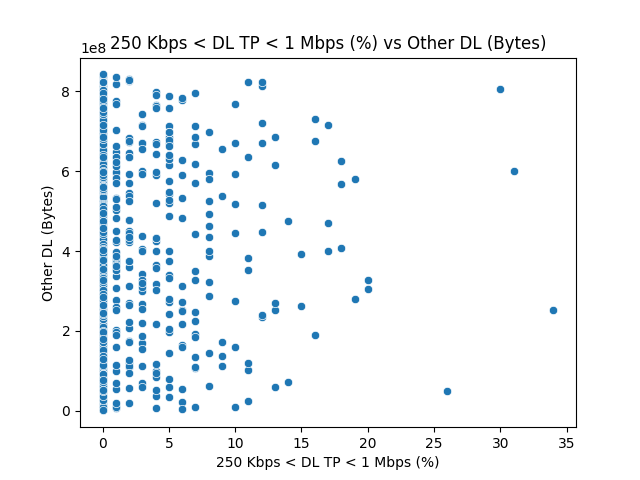 250 Kbps < DL TP < 1 Mbps (%) vs Other DL (Bytes)
1e8
8
6
4
2
0
Other DL (Bytes)
0 5 10 15 20 25 30 35
250 Kbps < DL TP < 1 Mbps (%)